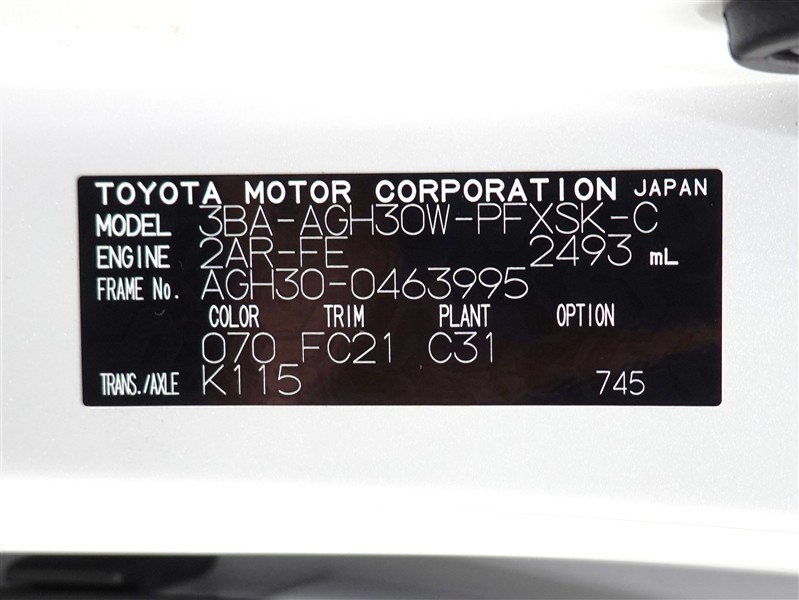 TOYOTA MOTOR CORPORATION JAPAN
MODEL 3BA-AGH30W-PFXSK-C
ENGINE 2AR-FE 2493 mL
FRAME No. AGH30-0463995
COLOR TRIM PLANT OPTION
070 FC21 C31
TRANS./AXLE K115 745